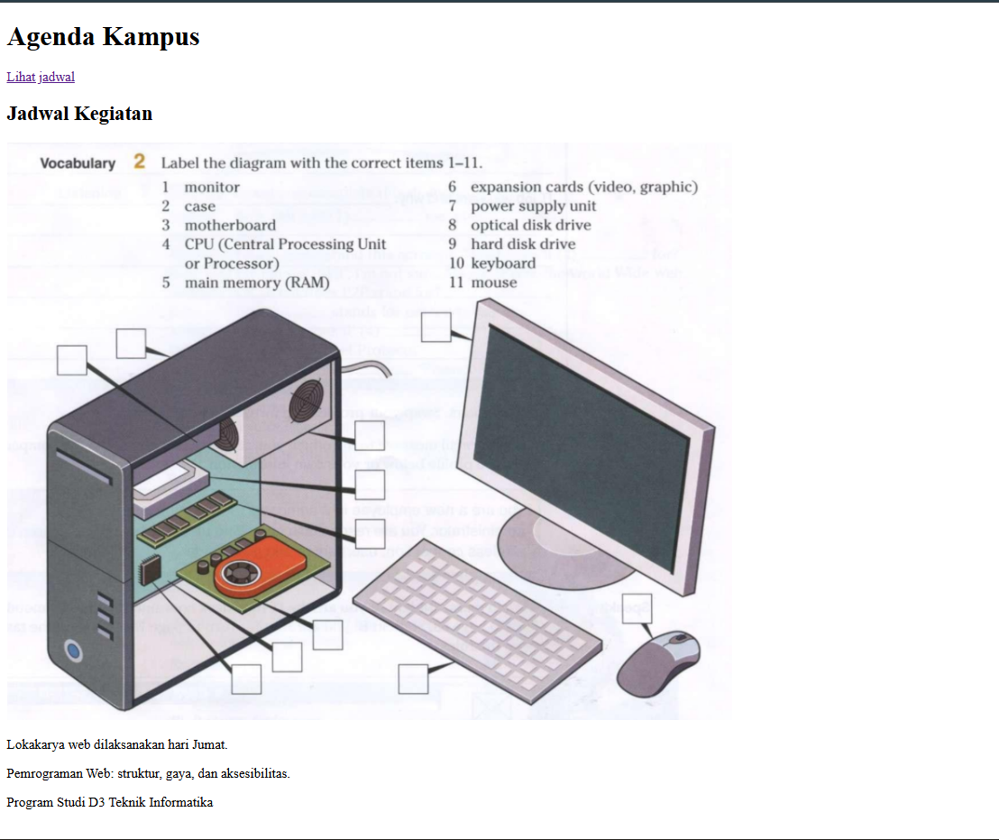 Agenda Kampus
Lihat jadwal
Jadwal Kegiatan
Vocabulary 2 Label the diagram with the correct items 1–11.
1 monitor
2 case
3 motherboard
4 CPU (Central Processing Unit
or Processor)
5 main memory (RAM)
6 expansion cards (video, graphic)
7 power supply unit
8 optical disk drive
9 hard disk drive
10 keyboard
11 mouse
Lokakarya web dilaksanakan hari Jumat.
Pemrograman Web: struktur, gaya, dan aksesibilitas.
Program Studi D3 Teknik Informatika